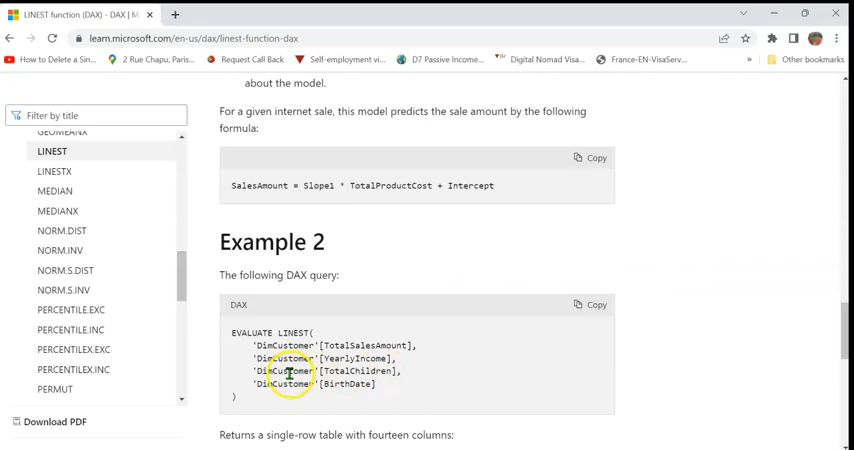 LINEST function (DAX) - DAX | M
learn.microsoft.com/en-us/dax/linest-function-dax
How to Delete a Sin...
2 Rue Chapu, Paris...
Request Call Back
Self-employment vi...
D7 Passive Income...
Digital Nomad Visa...
France-EN-VisaServ...
»
Other bookmarks
about the model.
Filter by title
GEOMEANX
LINEST
LINESTX
MEDIAN
MEDIANX
NORM.DIST
NORM.INV
NORM.S.DIST
NORM.S.INV
PERCENTILE.EXC
PERCENTILE.INC
PERCENTILEX.EXC
PERCENTILEX.INC
PERMUT
Download PDF
For a given internet sale, this model predicts the sale amount by the following
formula:
Copy
SalesAmount = Slope1 * TotalProductCost + Intercept
Example 2
The following DAX query:
DAX
Copy
EVALUATE LINEST(
'DimCustomer'[TotalSalesAmount],
'DimCustomer'[YearlyIncome],
'DimCustomer'[TotalChildren],
'DimCustomer'[BirthDate]
)
Returns a single-row table with fourteen columns: